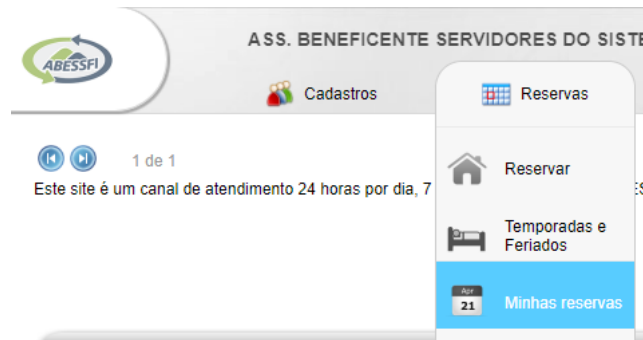 ABESSFI
ASS. BENEFICENTE SERVIDORES DO SISTE
Cadastros
Reservas
1 de 1
Este site é um canal de atendimento 24 horas por dia, 7
Reservar
Temporadas e
Feriados
Apr
21
Minhas reservas